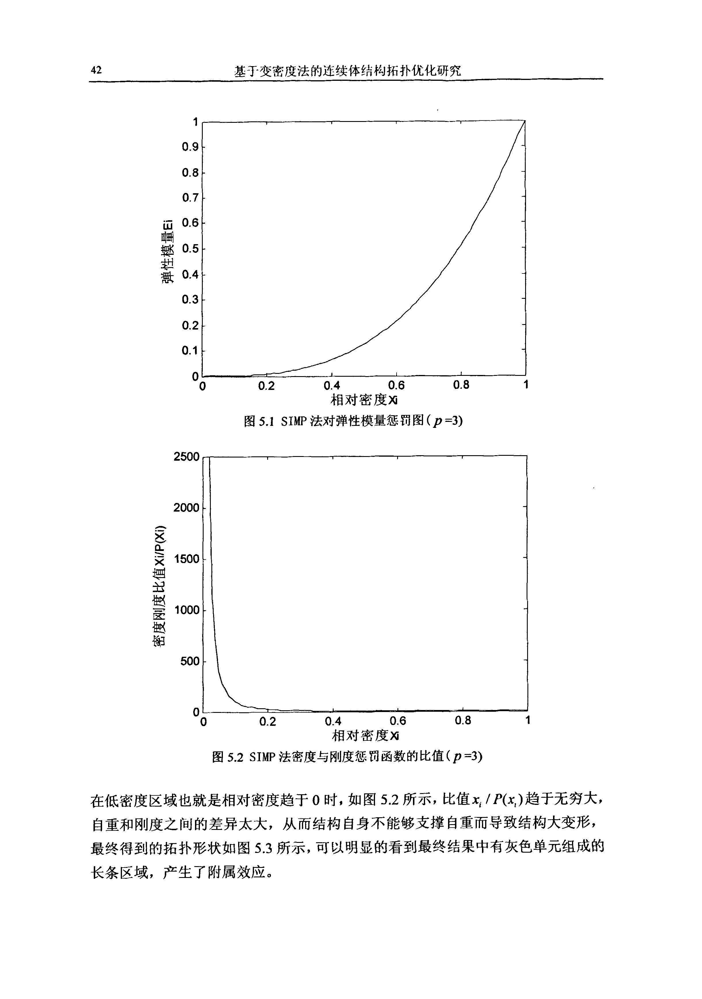 42 基于变密度法的连续体结构拓扑优化研究
1
0.9
0.8
0.7
0.6
0.5
0.4
0.3
0.2
0.1
0
弹性模量Ei
0 0.2 0.4 0.6 0.8 1
相对密度Xi
图 5.1 SIMP 法对弹性模量惩罚图(p=3)
2500
2000
1500
1000
500
0
密度刚度比值Xi/P(Xi)
0 0.2 0.4 0.6 0.8 1
相对密度Xi
图 5.2 SIMP 法密度与刚度惩罚函数的比值(p=3)
在低密度区域也就是相对密度趋于 0 时，如图 5.2 所示，比值 xi / P(xi)趋于无穷大，
自重和刚度之间的差异太大，从而结构自身不能够支撑自重而导致结构大变形，
最终得到的拓扑形状如图 5.3 所示，可以明显的看到最终结果中有灰色单元组成的
长条区域，产生了附属效应。